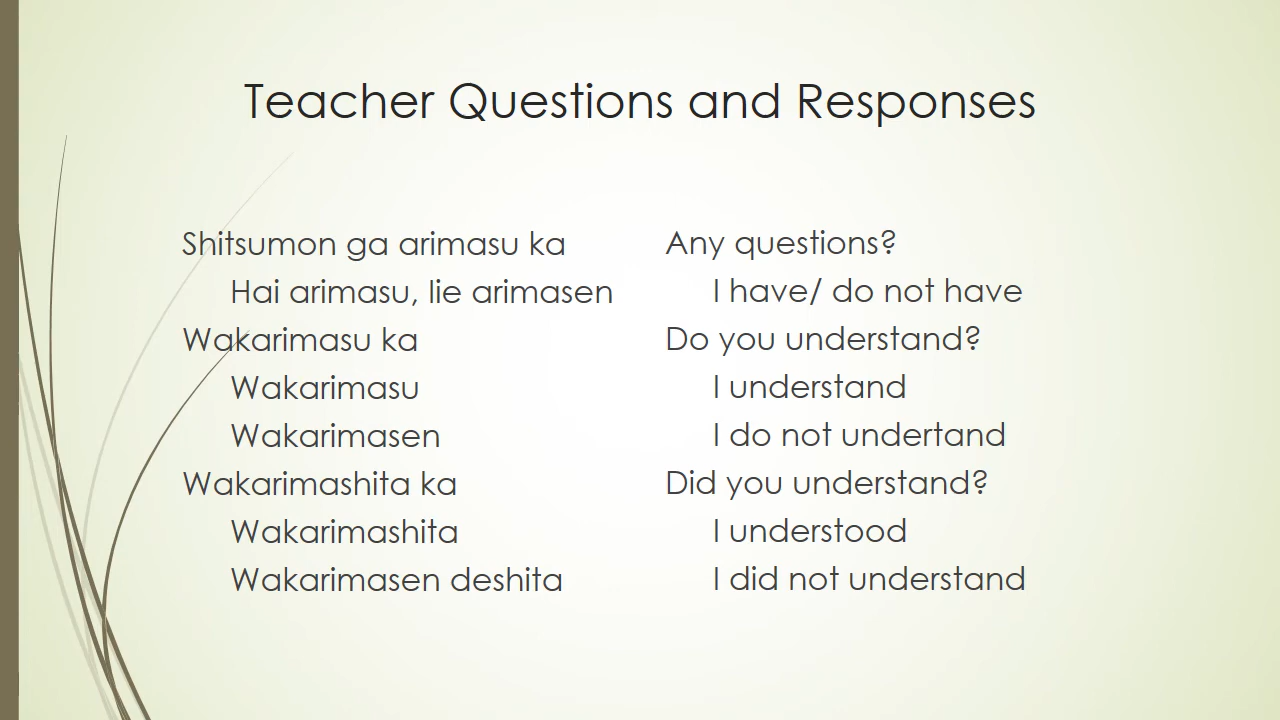 Teacher Questions and Responses
Shitsumon ga arimasu ka
Hai arimasu, lie arimasen
Wakarimasu ka
Wakarimasu
Wakarimasen
Wakarimashita ka
Wakarimashita
Wakarimasen deshita
Any questions?
I have/ do not have
Do you understand?
I understand
I do not undertand
Did you understand?
I understood
I did not understand